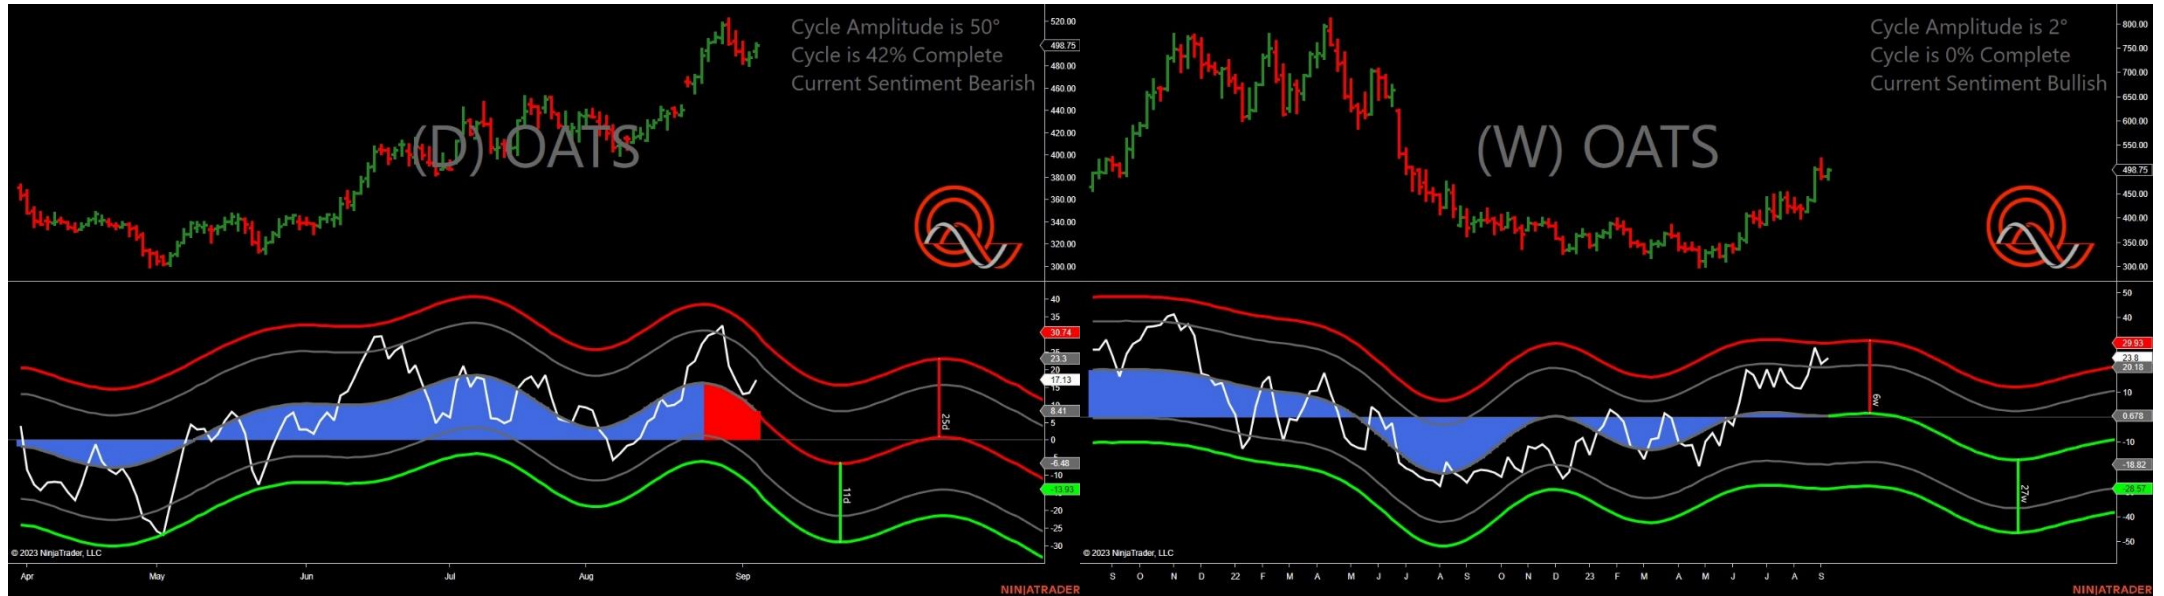 Cycle Amplitude is 50°
Cycle is 42% Complete
Current Sentiment Bearish
(D) OATS
520.00
498.75
480.00
460.00
440.00
420.00
400.00
380.00
360.00
340.00
320.00
300.00
40
35
30.74
25
23.3
20
17.13
15
8.41
5
0
-6.48
-10
-13.93
-20
-25
-30
25d
11d
© 2023 NinjaTrader, LLC
Apr May Jun Jul Aug Sep
NINJATRADER
Cycle Amplitude is 2°
Cycle is 0% Complete
Current Sentiment Bullish
(W) OATS
800.00
750.00
700.00
650.00
600.00
550.00
498.75
450.00
400.00
350.00
300.00
50
40
29.93
23.8
20.18
10
0.678
-10
-18.82
-28.57
-40
-50
6w
27w
© 2023 NinjaTrader, LLC
S O N D 22 F M A M J J A S O N D 23 F M A M J J A S
NINJATRADER